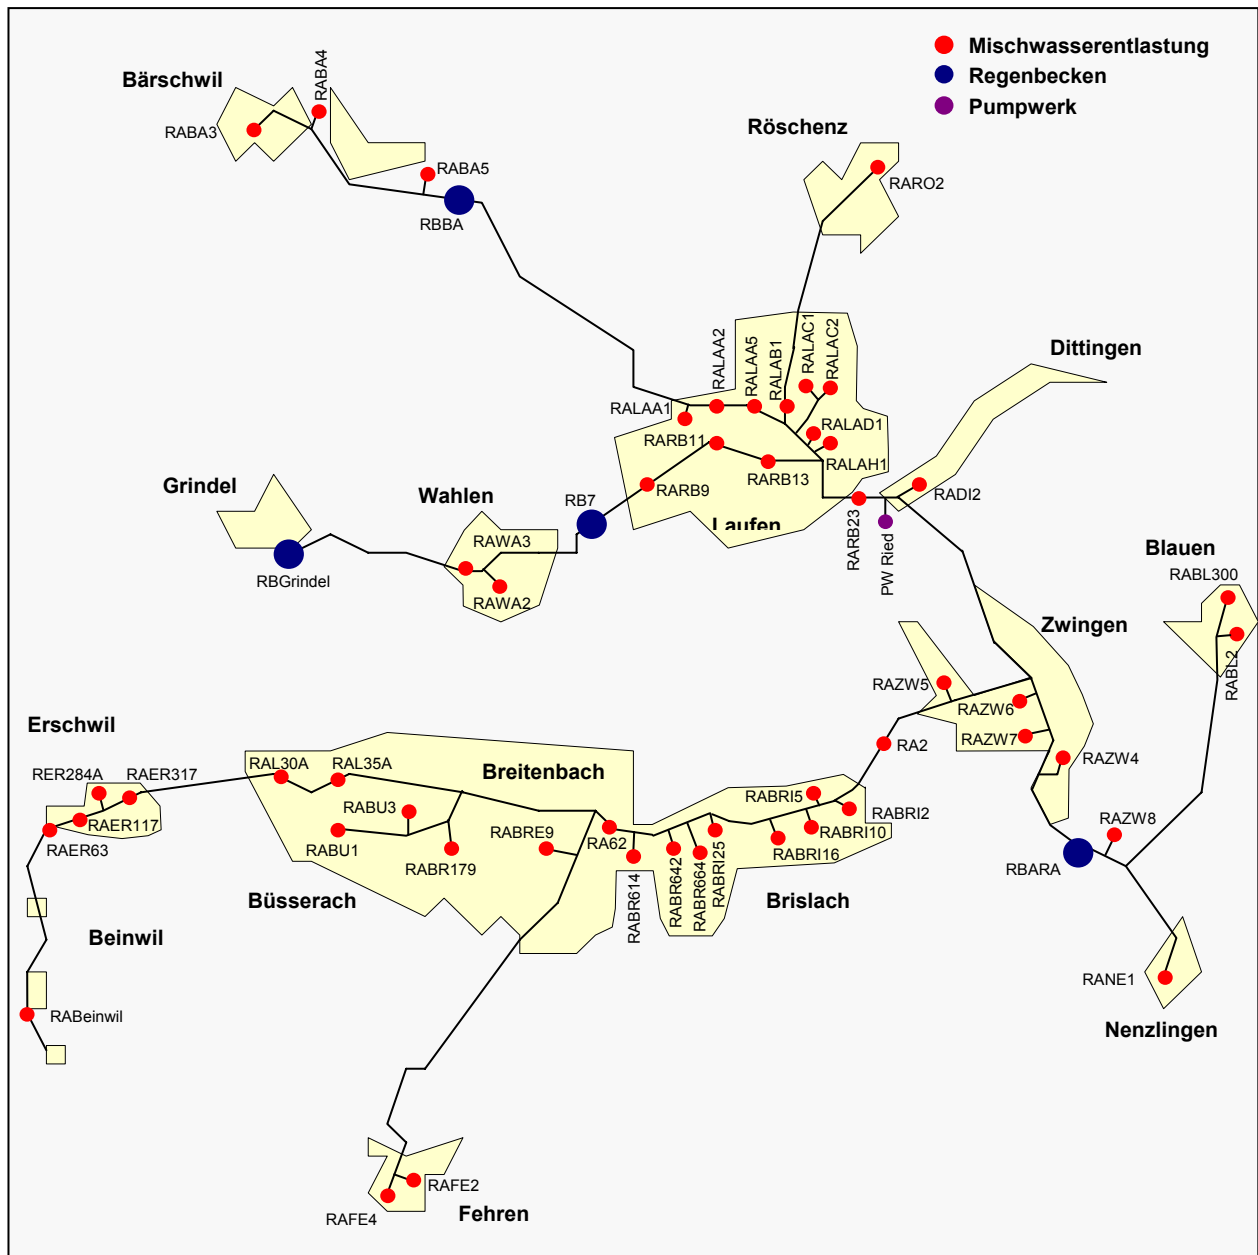 Mischwasserentlastung
Regenbecken
Pumpwerk
Bärschwil
RABA4
RABA3
RABA5
RBBA
Röschenz
RARO2
Dittingen
RALAA2
RALAA5
RALAB1
RALAC1
RALAC2
RALAA1
RARB11
RALAD1
RALAH1
RARB13
RARB9
RB7
Laufen
RARB23
PW Ried
RADI2
Grindel
RBGrindel
Wahlen
RAWA3
RAWA2
Blauen
RABL300
RABL2
Zwingen
RAZW5
RAZW6
RAZW7
RAZW4
RA2
RAZW8
RBARA
Erschwil
RER284A
RAER317
RAER117
RAER63
RAL30A
RAL35A
Breitenbach
RABU3
RABU1
RABR179
RABRE9
RA62
RABR614
RABR642
RABR664
RABRI25
RABRI5
RABRI2
RABRI10
RABRI16
Büsserach
Brislach
Beinwil
RABeinwil
RANE1
Nenzlingen
RAFE2
RAFE4
Fehren